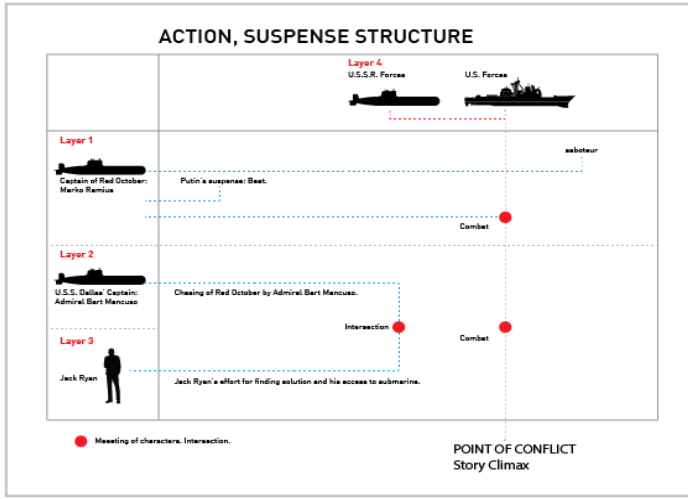 ACTION, SUSPENSE STRUCTURE
Layer 4
U.S.S.R. Forces
U.S. Forces
Layer 1
saboteur
Captain of Red October:
Marko Ramius
Putin's suspense: Beat.
Combat
Layer 2
U.S.S. Dallas' Captain:
Admiral Bart Mancuso
Chasing of Red October by Admiral Bart Mancuso.
Intersection
Combat
Layer 3
Jack Ryan
Jack Ryan's effort for finding solution and his access to submarine.
Meeting of characters. Intersection.
POINT OF CONFLICT
Story Climax